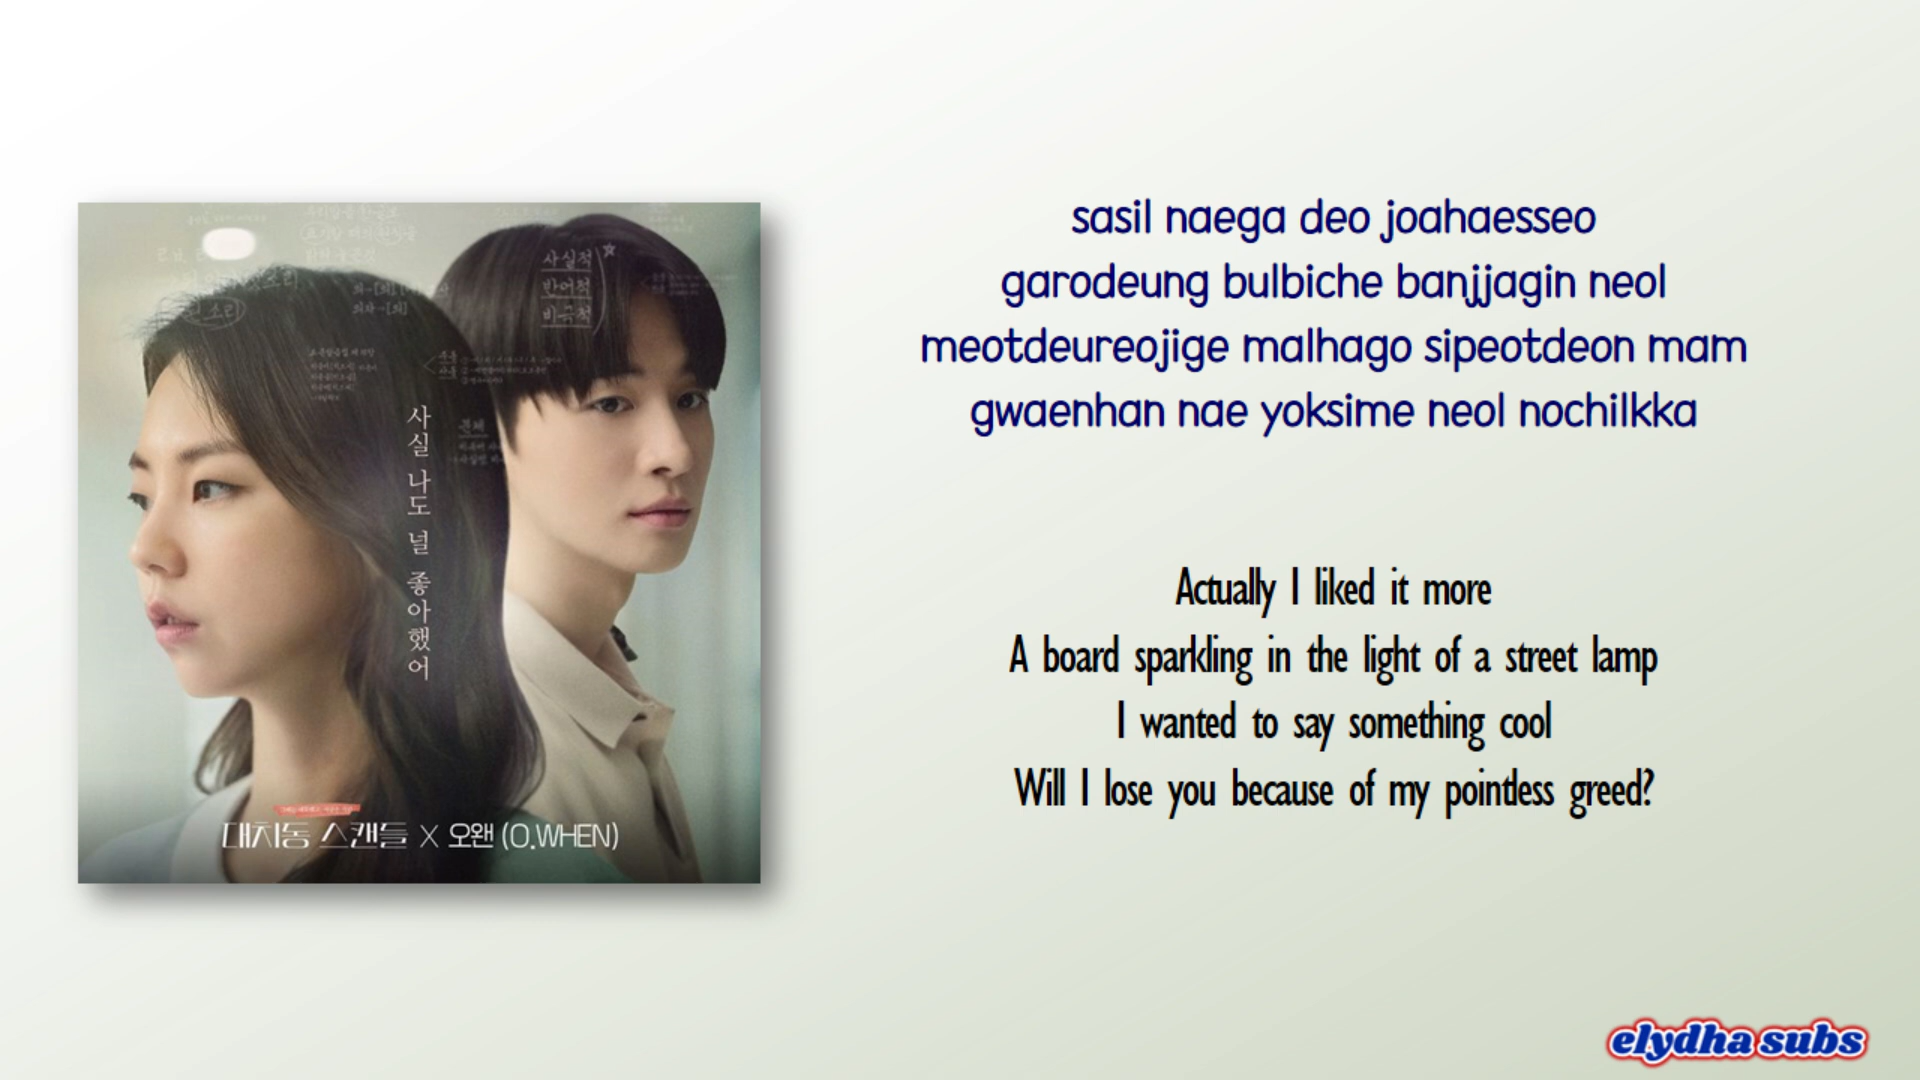 사실적
반어적
비극적
사실 나도 널 좋아했어
대치동 스캔들 X 오왠 (O.WHEN)
sasil naega deo joahaesseo
garodeung bulbiche banjjagin neol
meotdeureojige malhago sipeotdeon mam
gwaenhan nae yoksime neol nochilkka
Actually I liked it more
A board sparkling in the light of a street lamp
I wanted to say something cool
Will I lose you because of my pointless greed?
elydha subs